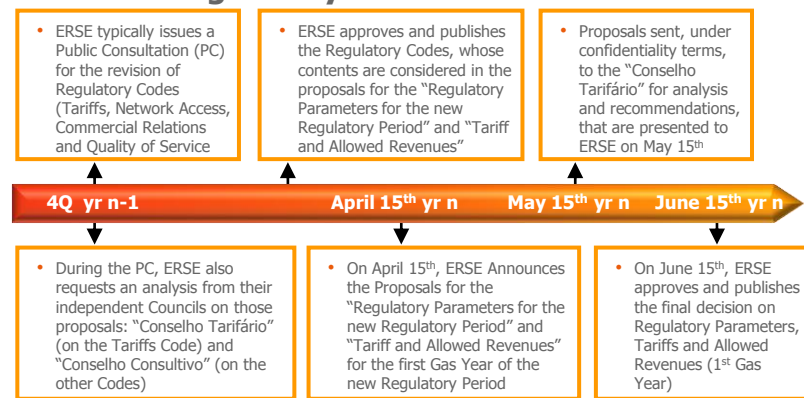 • ERSE typically issues a
Public Consultation (PC)
for the revision of
Regulatory Codes
(Tariffs, Network Access,
Commercial Relations
and Quality of Service
• ERSE approves and publishes
the Regulatory Codes, whose
contents are considered in the
proposals for the “Regulatory
Parameters for the new
Regulatory Period” and “Tariff
and Allowed Revenues”
• Proposals sent, under
confidentiality terms,
to the “Conselho
Tarifário” for analysis
and recommendations,
that are presented to
ERSE on May 15th
4Q yr n-1
April 15th yr n
May 15th yr n
June 15th yr n
• During the PC, ERSE also
requests an analysis from their
independent Councils on those
proposals: “Conselho Tarifário”
(on the Tariffs Code) and
“Conselho Consultivo” (on the
other Codes)
• On April 15th, ERSE Announces
the Proposals for the
“Regulatory Parameters for the
new Regulatory Period” and
“Tariff and Allowed Revenues”
for the first Gas Year of the
new Regulatory Period
• On June 15th, ERSE
approves and publishes
the final decision on
Regulatory Parameters,
Tariffs and Allowed
Revenues (1st Gas
Year)